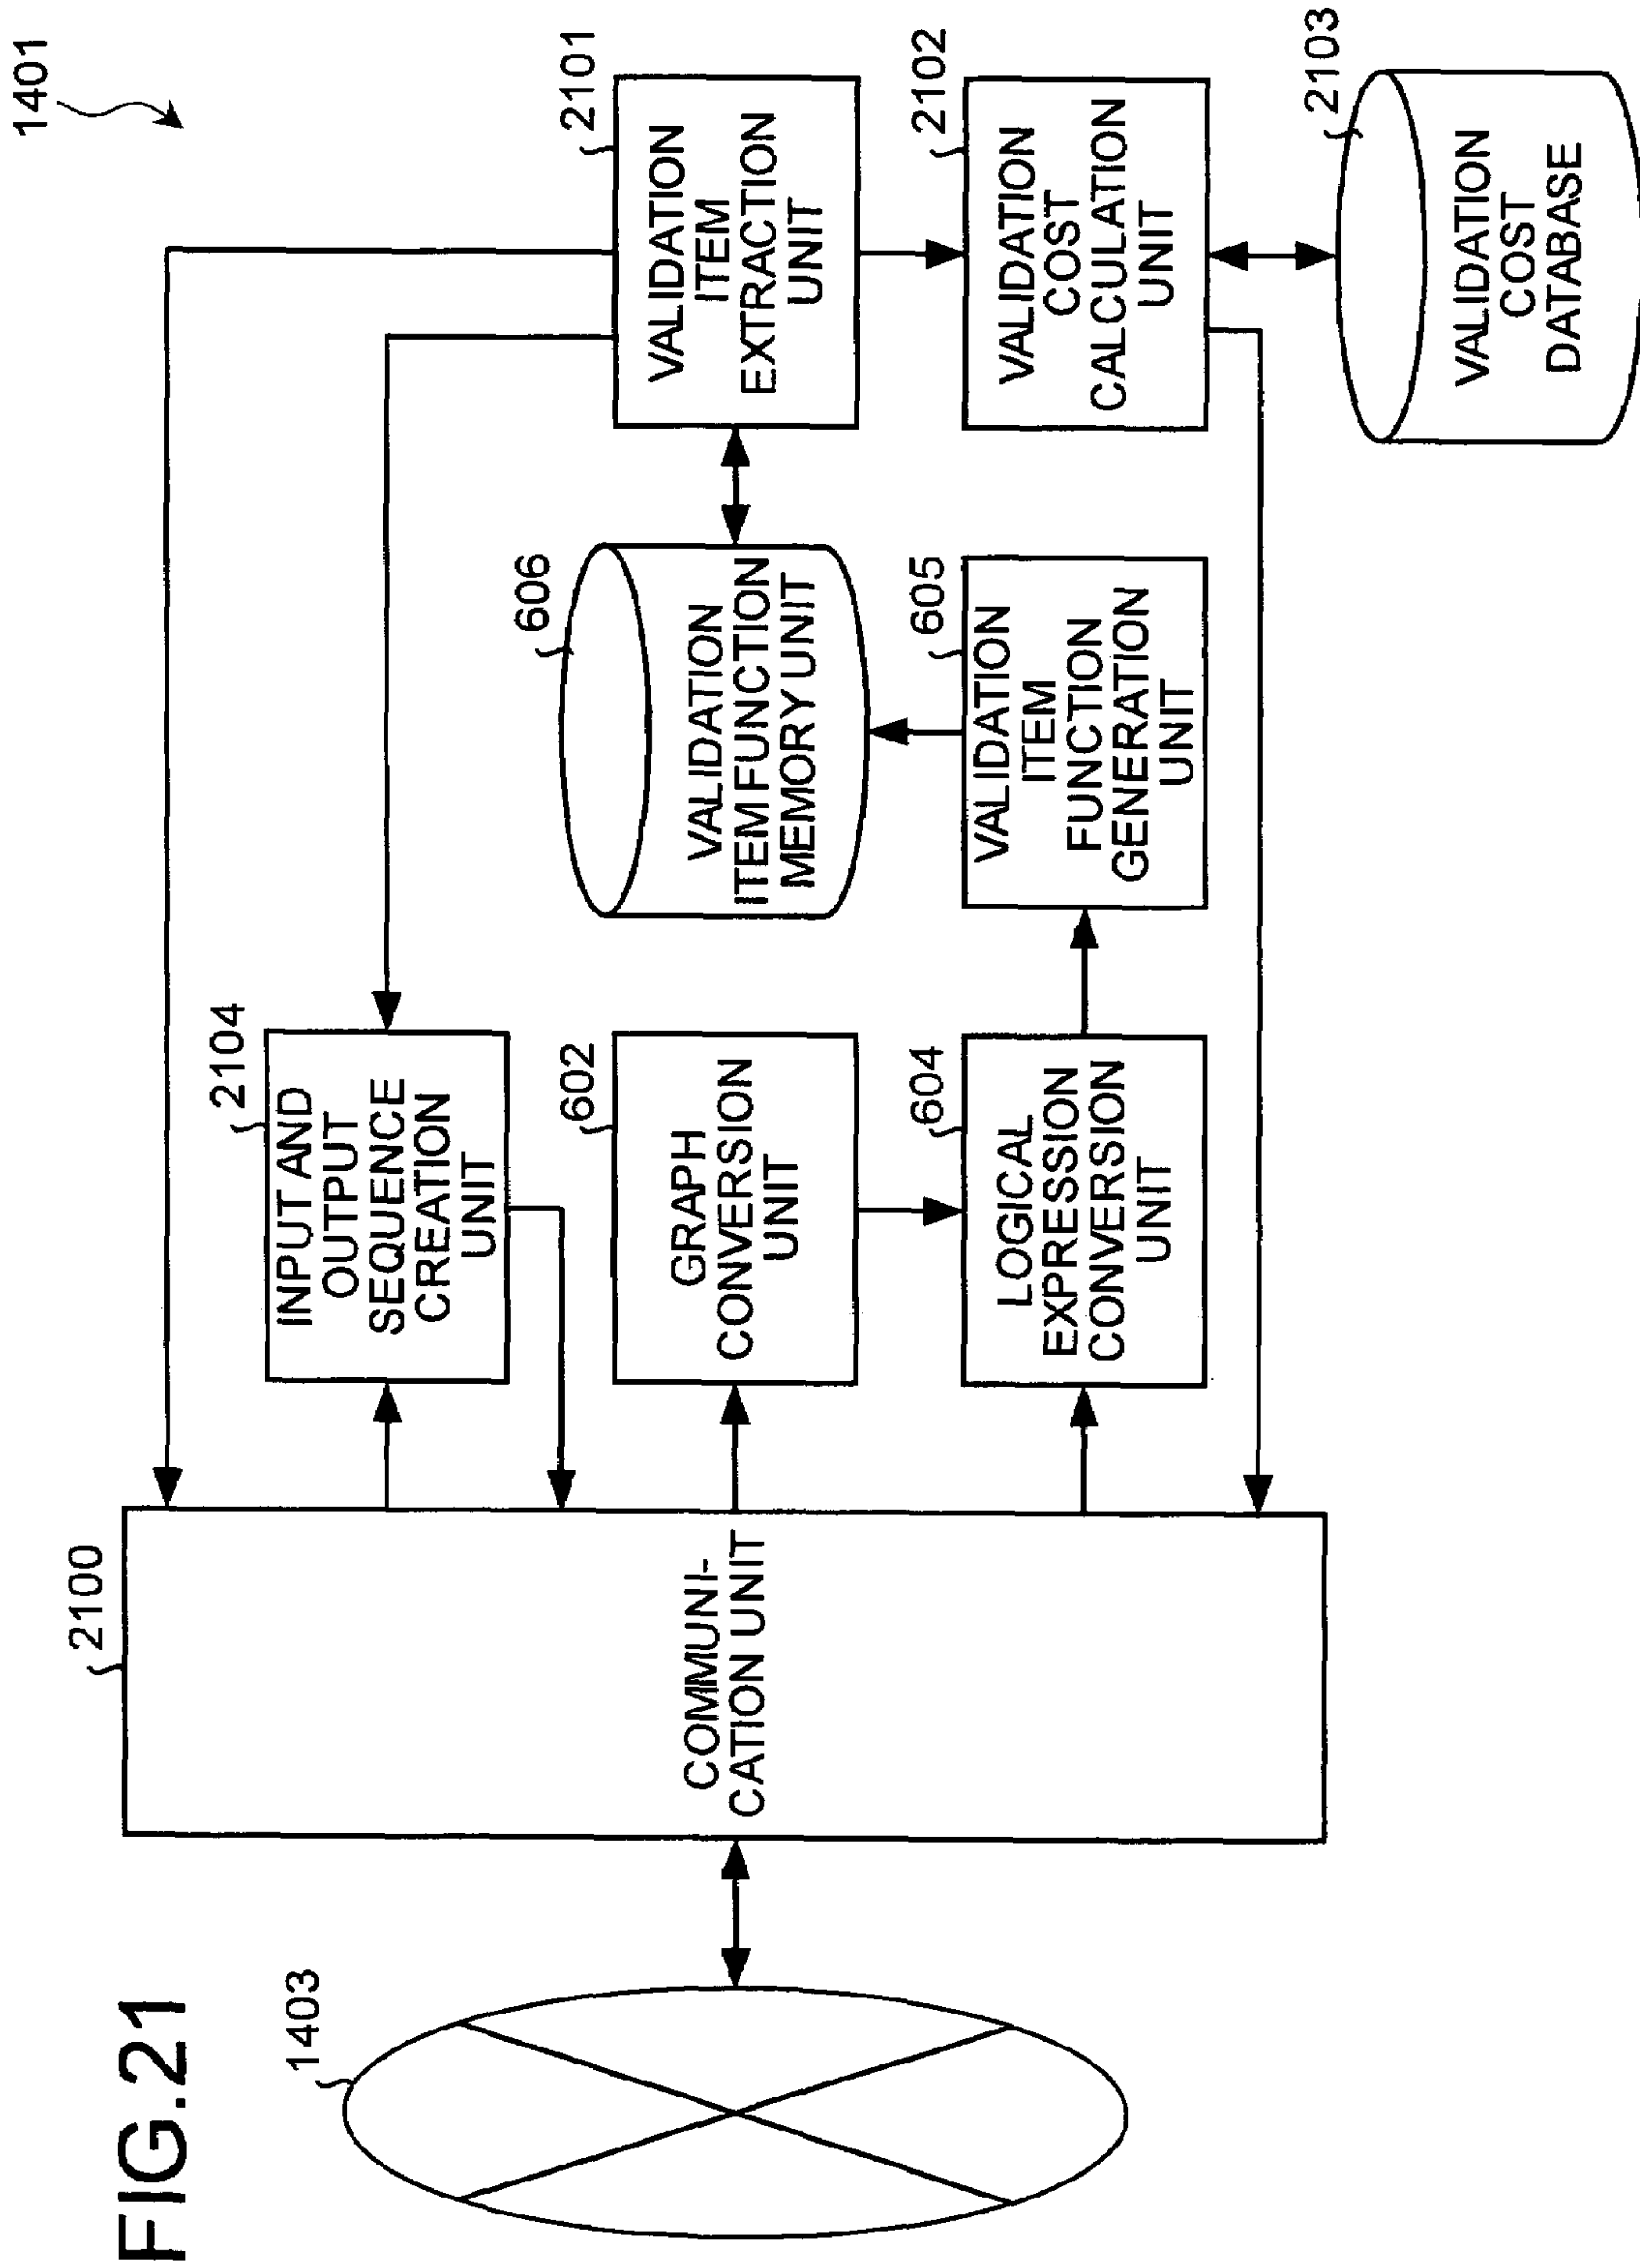 FIG.21
1401
1403
2100
COMMUNI-
CATION UNIT
2104
INPUT AND
OUTPUT
SEQUENCE
CREATION
UNIT
602
GRAPH
CONVERSION
UNIT
604
LOGICAL
EXPRESSION
CONVERSION
UNIT
606
VALIDATION
ITEM FUNCTION
MEMORY UNIT
605
VALIDATION
ITEM
FUNCTION
GENERATION
UNIT
2101
VALIDATION
ITEM
EXTRACTION
UNIT
2102
VALIDATION
COST
CALCULATION
UNIT
2103
VALIDATION
COST
DATABASE